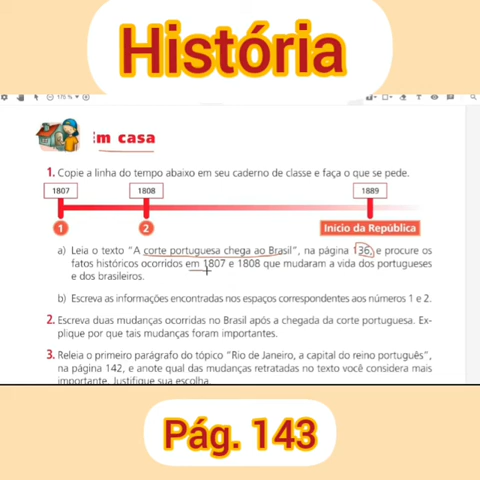 História
176 %
Em casa
1. Copie a linha do tempo abaixo em seu caderno de classe e faça o que se pede.
1807 1808 1889
1 2 Início da República
a) Leia o texto "A corte portuguesa chega ao Brasil", na página 136, e procure os
fatos históricos ocorridos em 1807 e 1808 que mudaram a vida dos portugueses
e dos brasileiros.
b) Escreva as informações encontradas nos espaços correspondentes aos números 1 e 2.
2. Escreva duas mudanças ocorridas no Brasil após a chegada da corte portuguesa. Ex-
plique por que tais mudanças foram importantes.
3. Releia o primeiro parágrafo do tópico "Rio de Janeiro, a capital do reino português",
na página 142, e anote qual das mudanças retratadas no texto você considera mais
importante. Justifique sua escolha.
Pág. 143